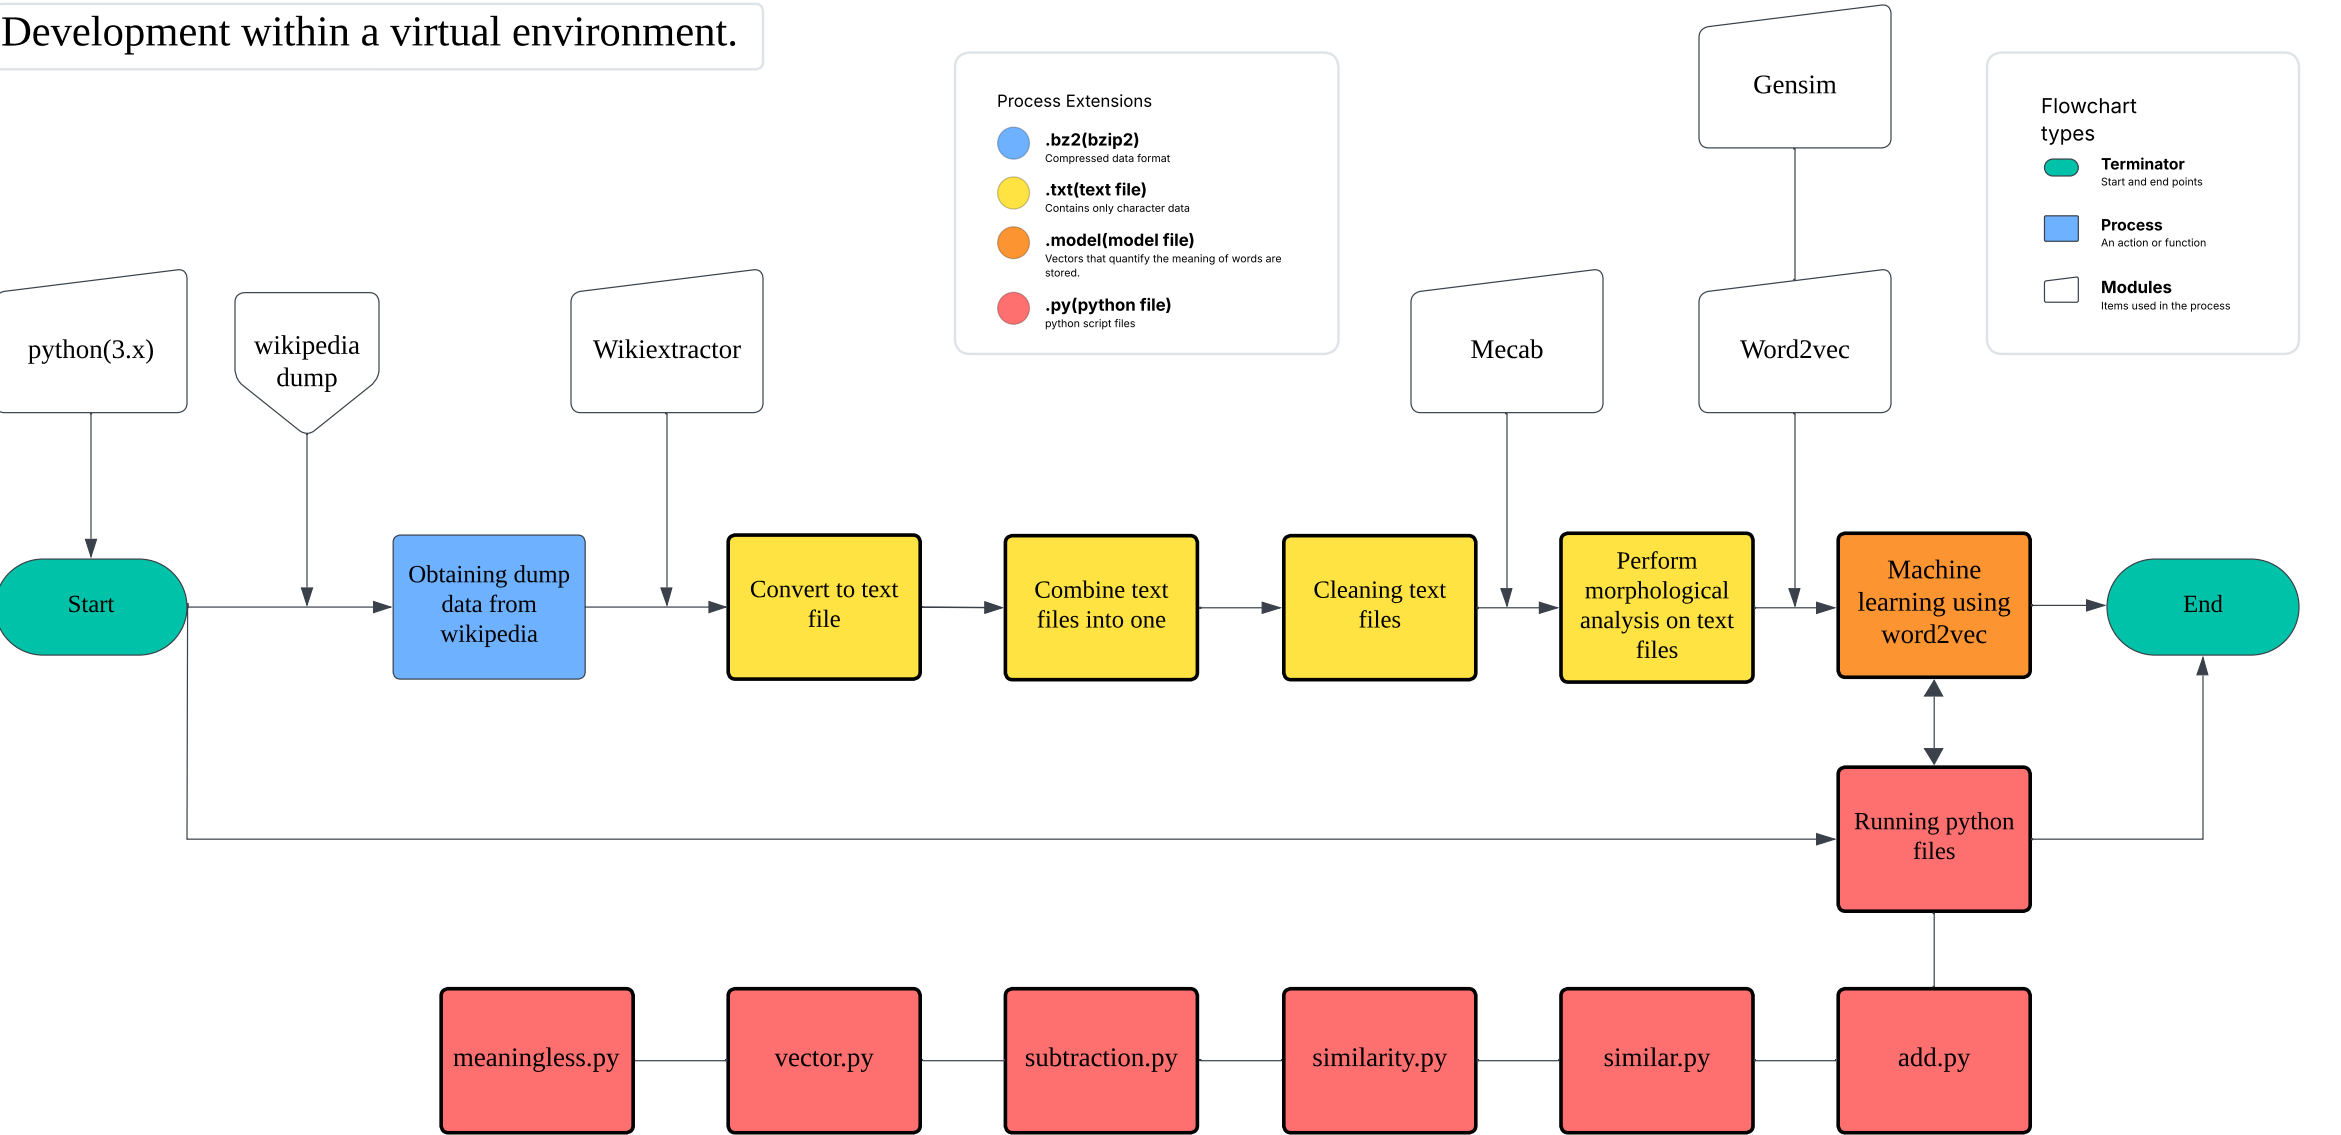 Development within a virtual environment.
Gensim
Process Extensions
.bz2(bzip2)
Compressed data format
.txt(text file)
Contains only character data
.model(model file)
Vectors that quantify the meaning of words are
stored.
.py(python file)
python script files
Flowchart
types
Terminator
Start and end points
Process
An action or function
Modules
Items used in the process
python(3.x)
wikipedia
dump
Wikiextractor
Mecab
Word2vec
Start
Obtaining dump
data from
wikipedia
Convert to text
file
Combine text
files into one
Cleaning text
files
Perform
morphological
analysis on text
files
Machine
learning using
word2vec
End
Running python
files
meaningless.py
vector.py
subtraction.py
similarity.py
similar.py
add.py